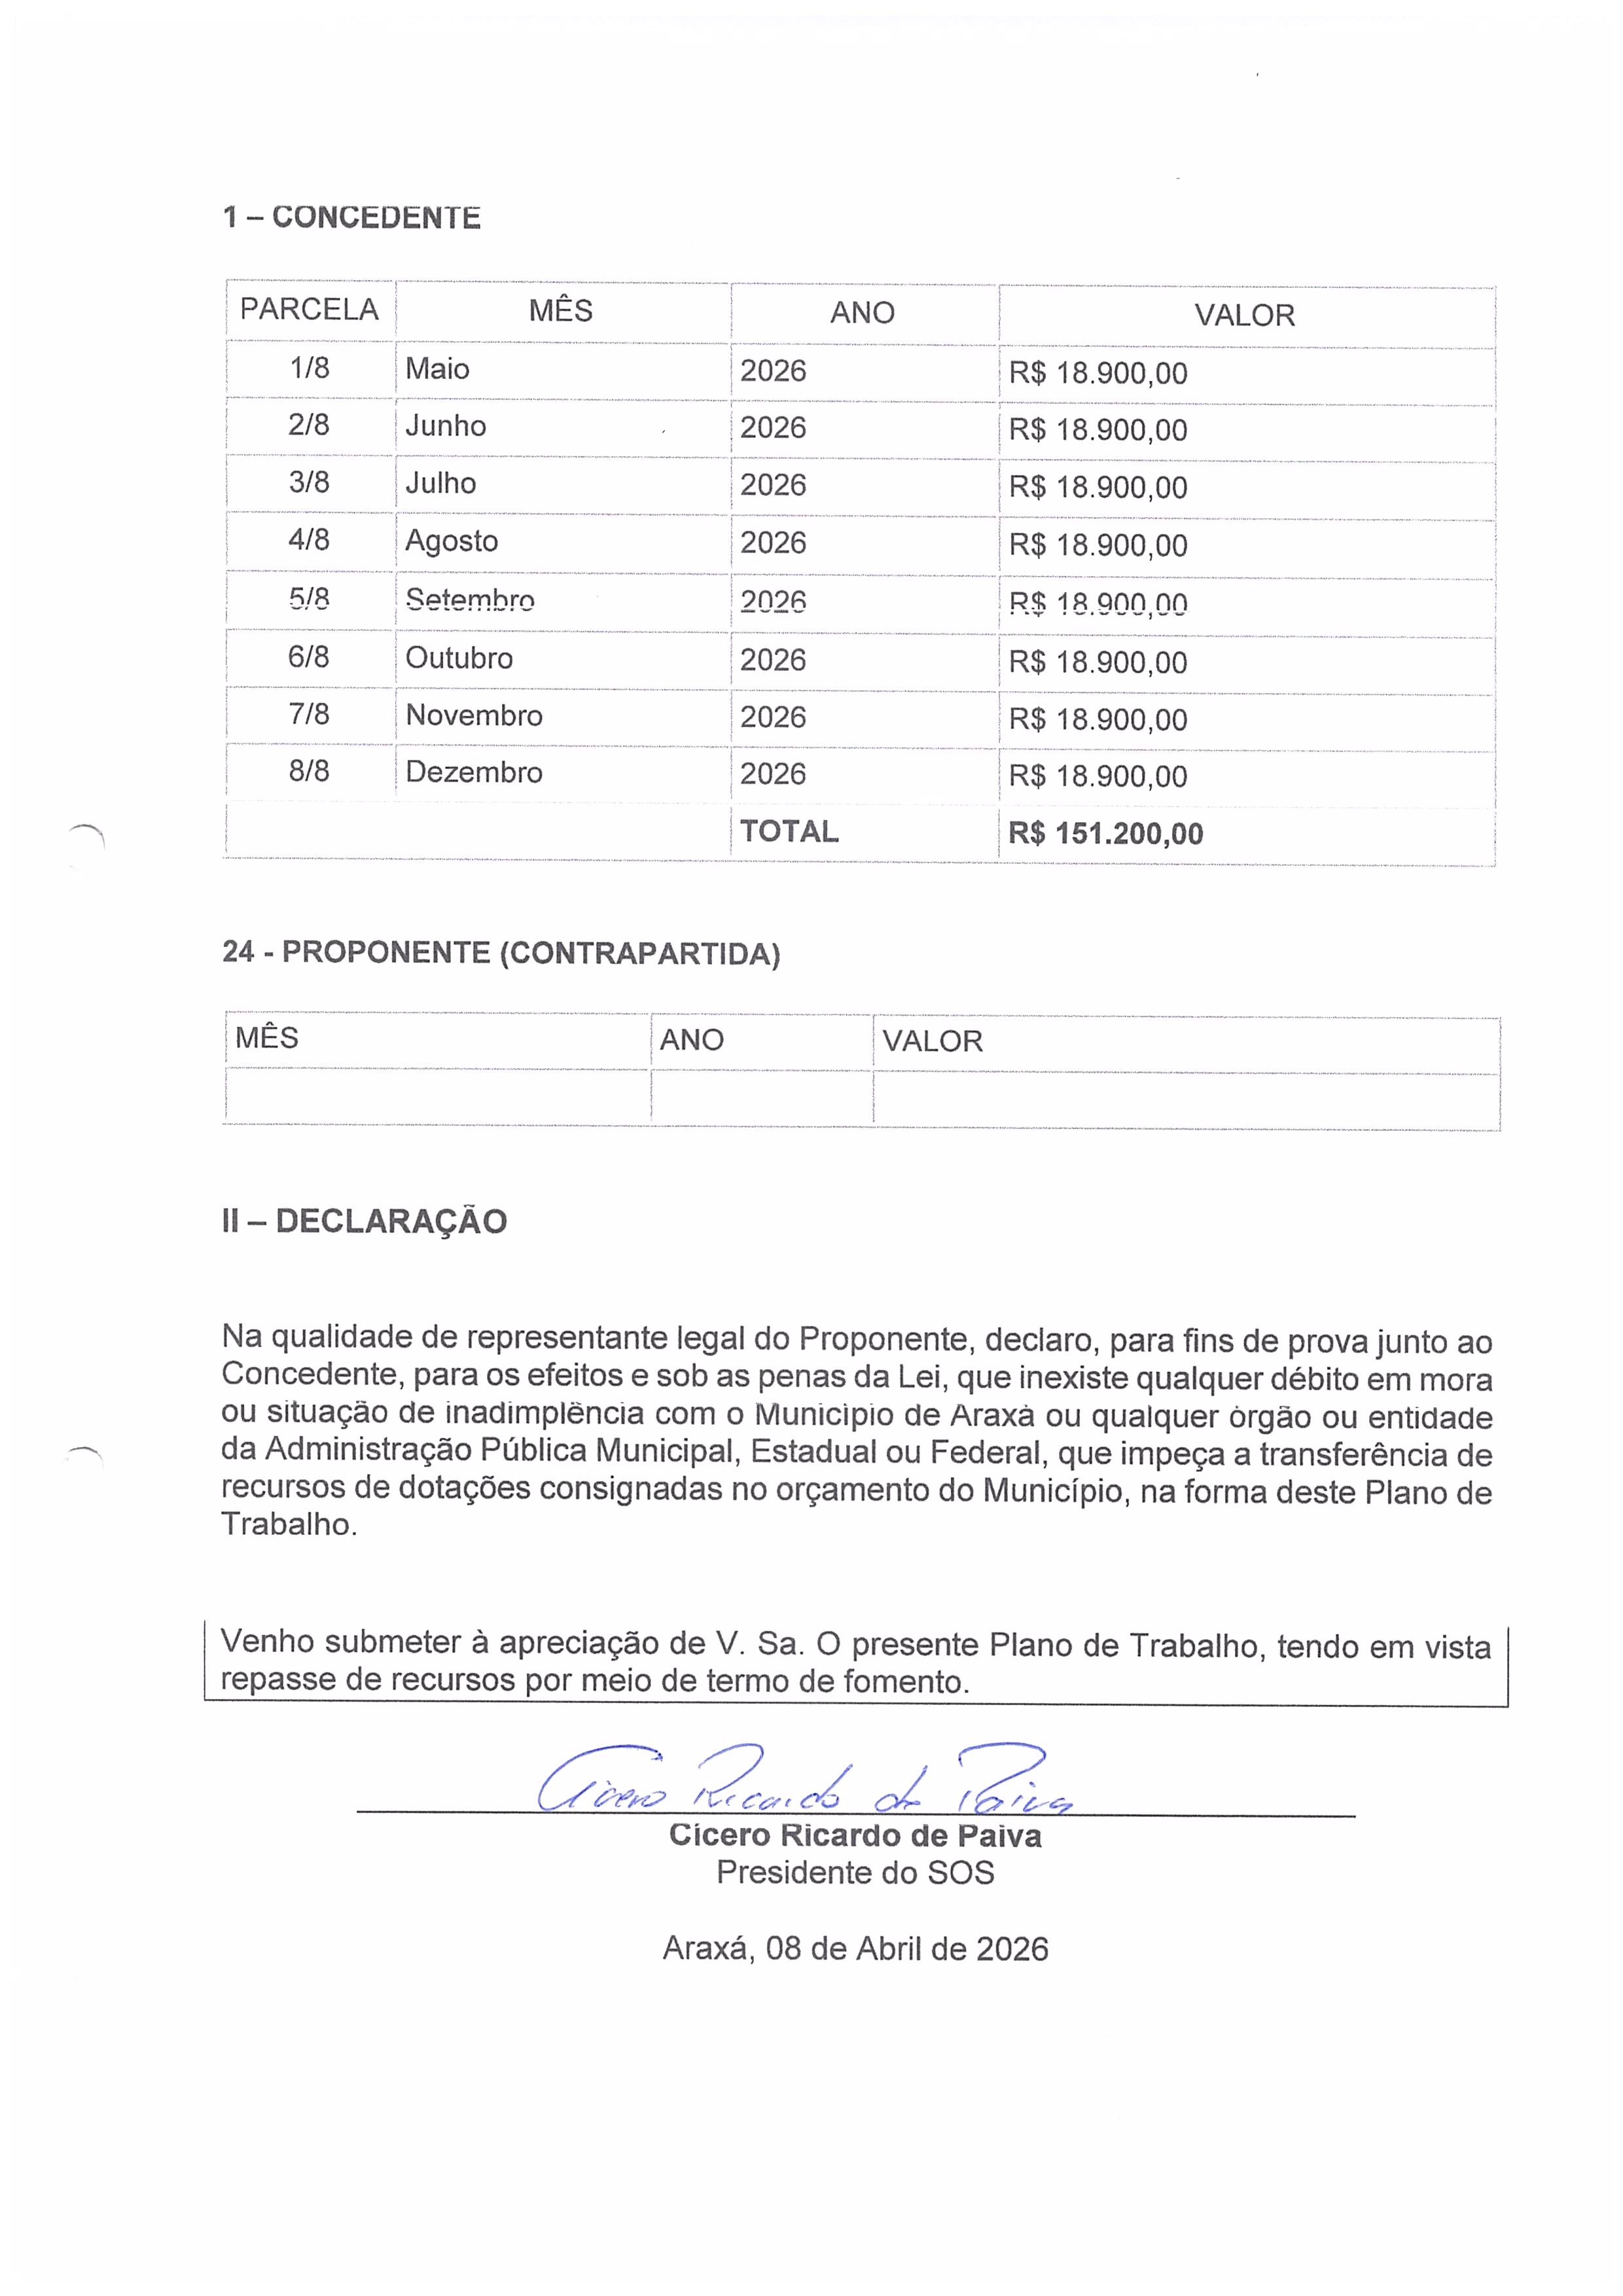 1 – CONCEDENTE
PARCELA MÊS ANO VALOR
1/8 Maio 2026 R$ 18.900,00
2/8 Junho 2026 R$ 18.900,00
3/8 Julho 2026 R$ 18.900,00
4/8 Agosto 2026 R$ 18.900,00
5/8 Setembro 2026 R$ 18.900,00
6/8 Outubro 2026 R$ 18.900,00
7/8 Novembro 2026 R$ 18.900,00
8/8 Dezembro 2026 R$ 18.900,00
TOTAL R$ 151.200,00
24 - PROPONENTE (CONTRAPARTIDA)
MÊS ANO VALOR
II – DECLARAÇÃO
Na qualidade de representante legal do Proponente, declaro, para fins de prova junto ao
Concedente, para os efeitos e sob as penas da Lei, que inexiste qualquer débito em mora
ou situação de inadimplência com o Município de Araxá ou qualquer órgão ou entidade
da Administração Pública Municipal, Estadual ou Federal, que impeça a transferência de
recursos de dotações consignadas no orçamento do Município, na forma deste Plano de
Trabalho.
Venho submeter à apreciação de V. Sa. O presente Plano de Trabalho, tendo em vista
repasse de recursos por meio de termo de fomento.
Cicero Ricardo de Paiva
Cícero Ricardo de Paiva
Presidente do SOS
Araxá, 08 de Abril de 2026